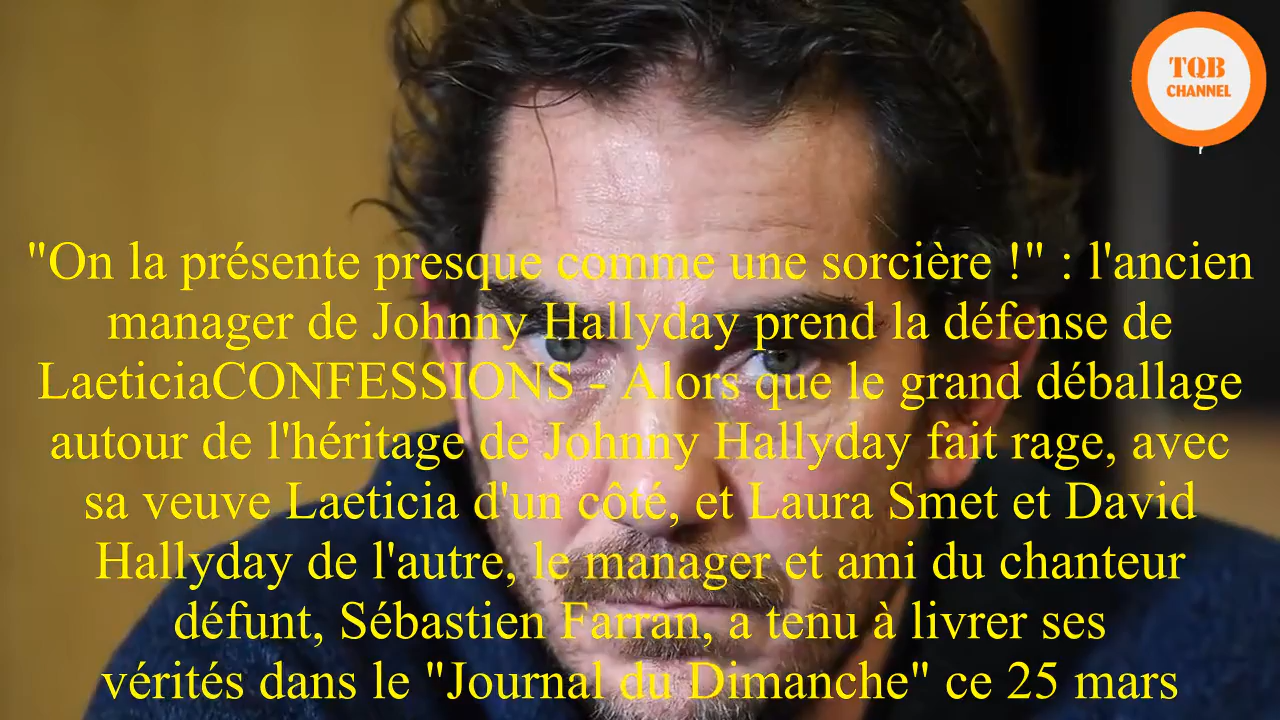 TQB
CHANNEL
"On la présente presque comme une sorcière !" : l'ancien
manager de Johnny Hallyday prend la défense de
LaeticiaCONFESSIONS - Alors que le grand déballage
autour de l'héritage de Johnny Hallyday fait rage, avec
sa veuve Laeticia d'un côté, et Laura Smet et David
Hallyday de l'autre, le manager et ami du chanteur
défunt, Sébastien Farran, a tenu à livrer ses
vérités dans le "Journal du Dimanche" ce 25 mars